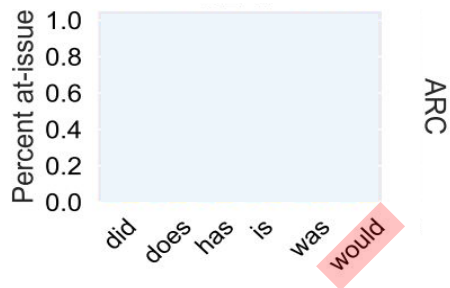 Percent at-issue
1.0
0.8
0.6
0.4
0.2
0.0
did
does
has
is
was
would
ARC